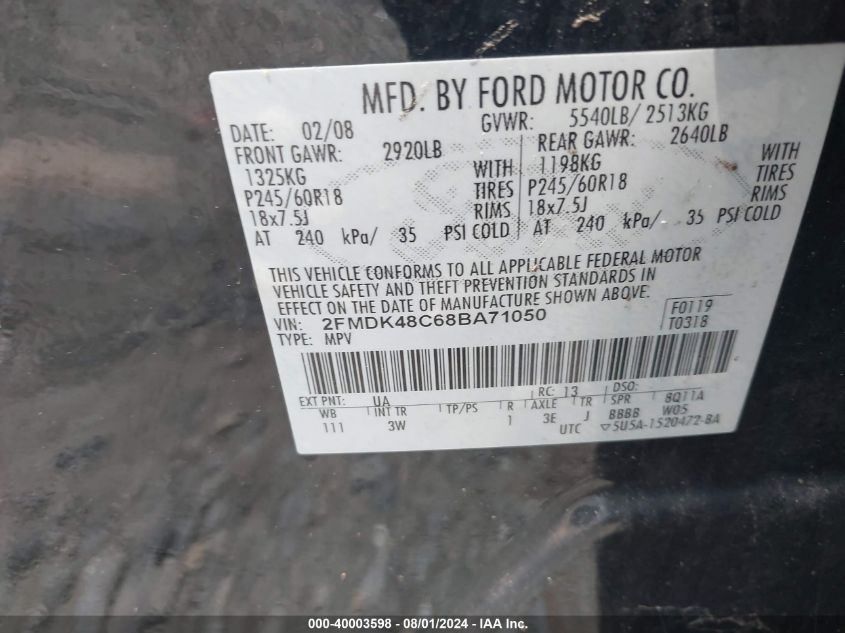 MFD. BY FORD MOTOR CO.
DATE: 02/08 GVWR: 5540LB/ 2513KG
FRONT GAWR: 2920LB REAR GAWR: 2640LB
1325KG WITH 1198KG WITH
P245/60R18 TIRES P245/60R18 TIRES
18x7.5J RIMS 18x7.5J RIMS
AT 240 kPa/ 35 PSI COLD AT 240 kPa/ 35 PSI COLD
THIS VEHICLE CONFORMS TO ALL APPLICABLE FEDERAL MOTOR
VEHICLE SAFETY AND THEFT PREVENTION STANDARDS IN
EFFECT ON THE DATE OF MANUFACTURE SHOWN ABOVE.
VIN: 2FMDK48C68BA71050 F0119
TYPE: MPV T0318
EXT PNT: UA RC: 13 DSO:
WB INT TR TP/PS R AXLE TR SPR 8Q11A
111 3W 1 3E J BBBB W05
UTC ▽5U5A-1520472-BA
000-40003598 - 08/01/2024 - IAAI.com